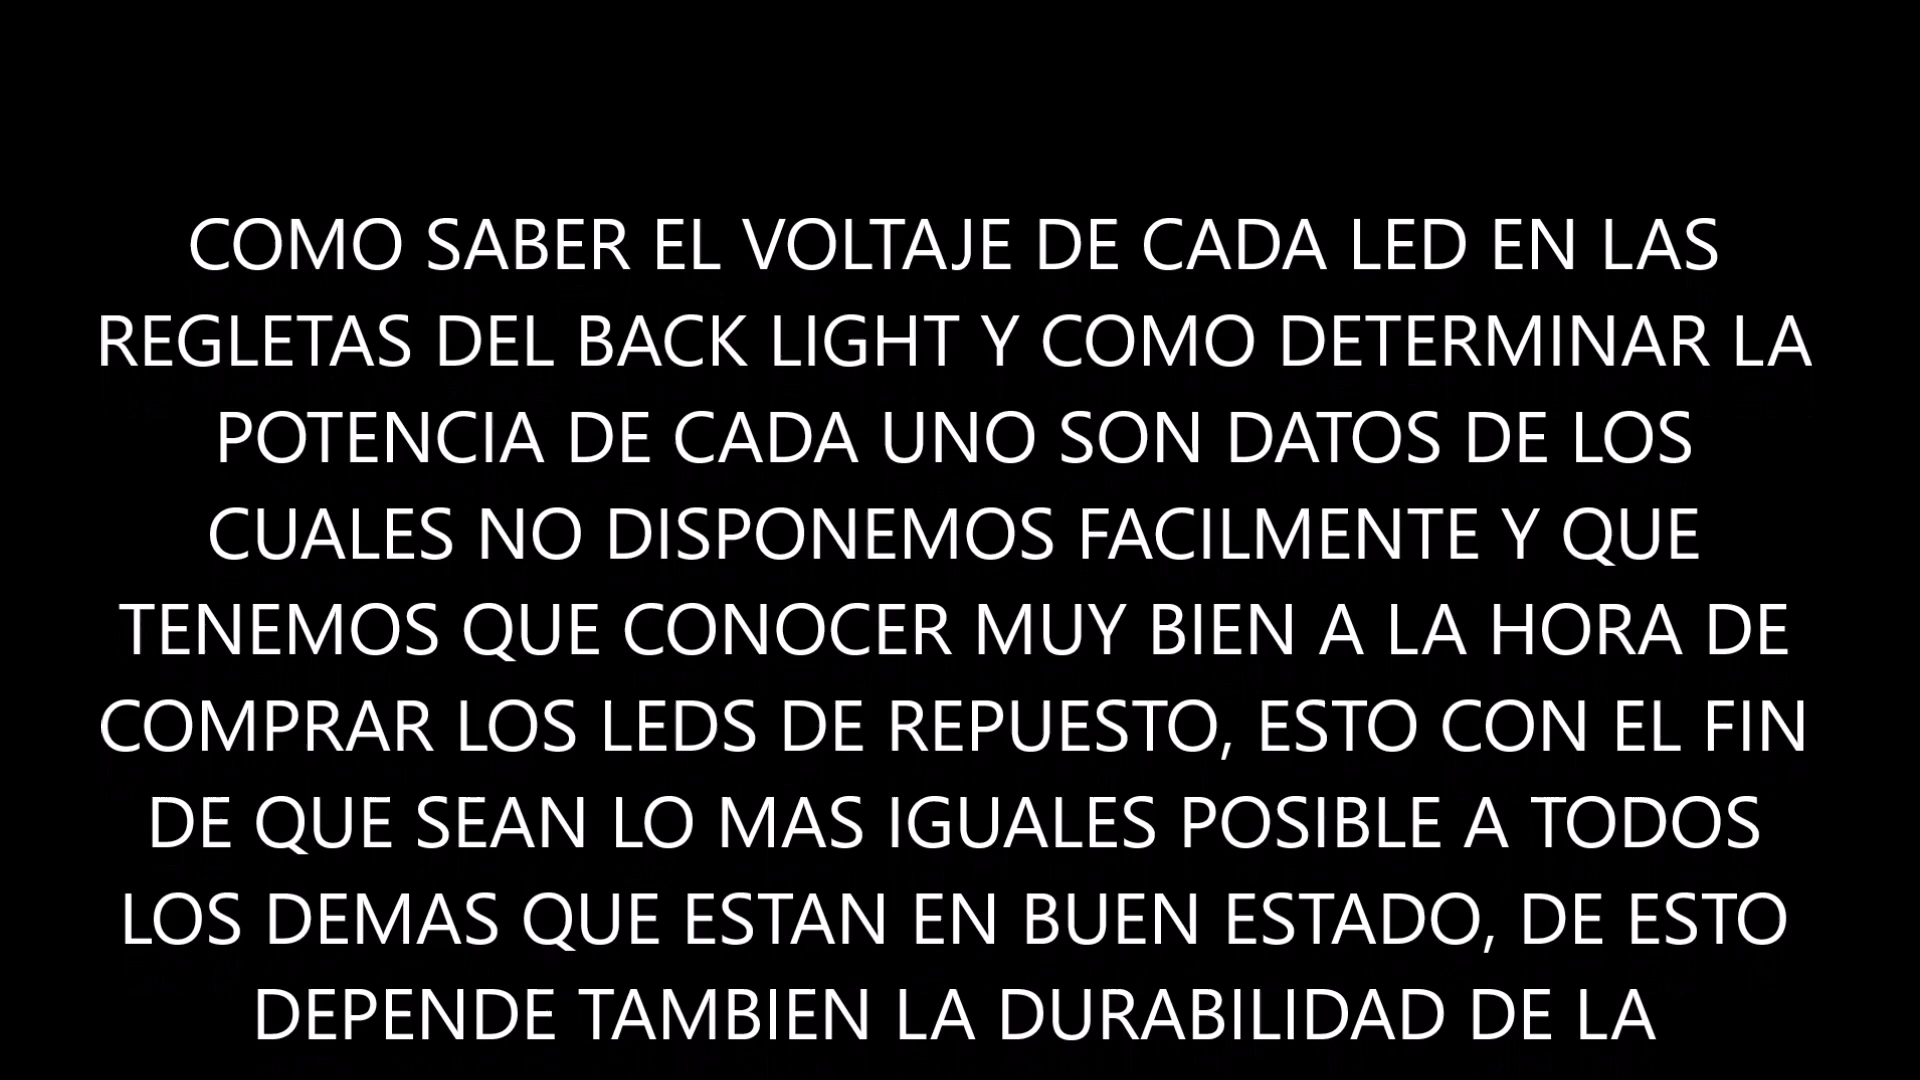 COMO SABER EL VOLTAJE DE CADA LED EN LAS
REGLETAS DEL BACK LIGHT Y COMO DETERMINAR LA
POTENCIA DE CADA UNO SON DATOS DE LOS
CUALES NO DISPONEMOS FACILMENTE Y QUE
TENEMOS QUE CONOCER MUY BIEN A LA HORA DE
COMPRAR LOS LEDS DE REPUESTO, ESTO CON EL FIN
DE QUE SEAN LO MAS IGUALES POSIBLE A TODOS
LOS DEMAS QUE ESTAN EN BUEN ESTADO, DE ESTO
DEPENDE TAMBIEN LA DURABILIDAD DE LA